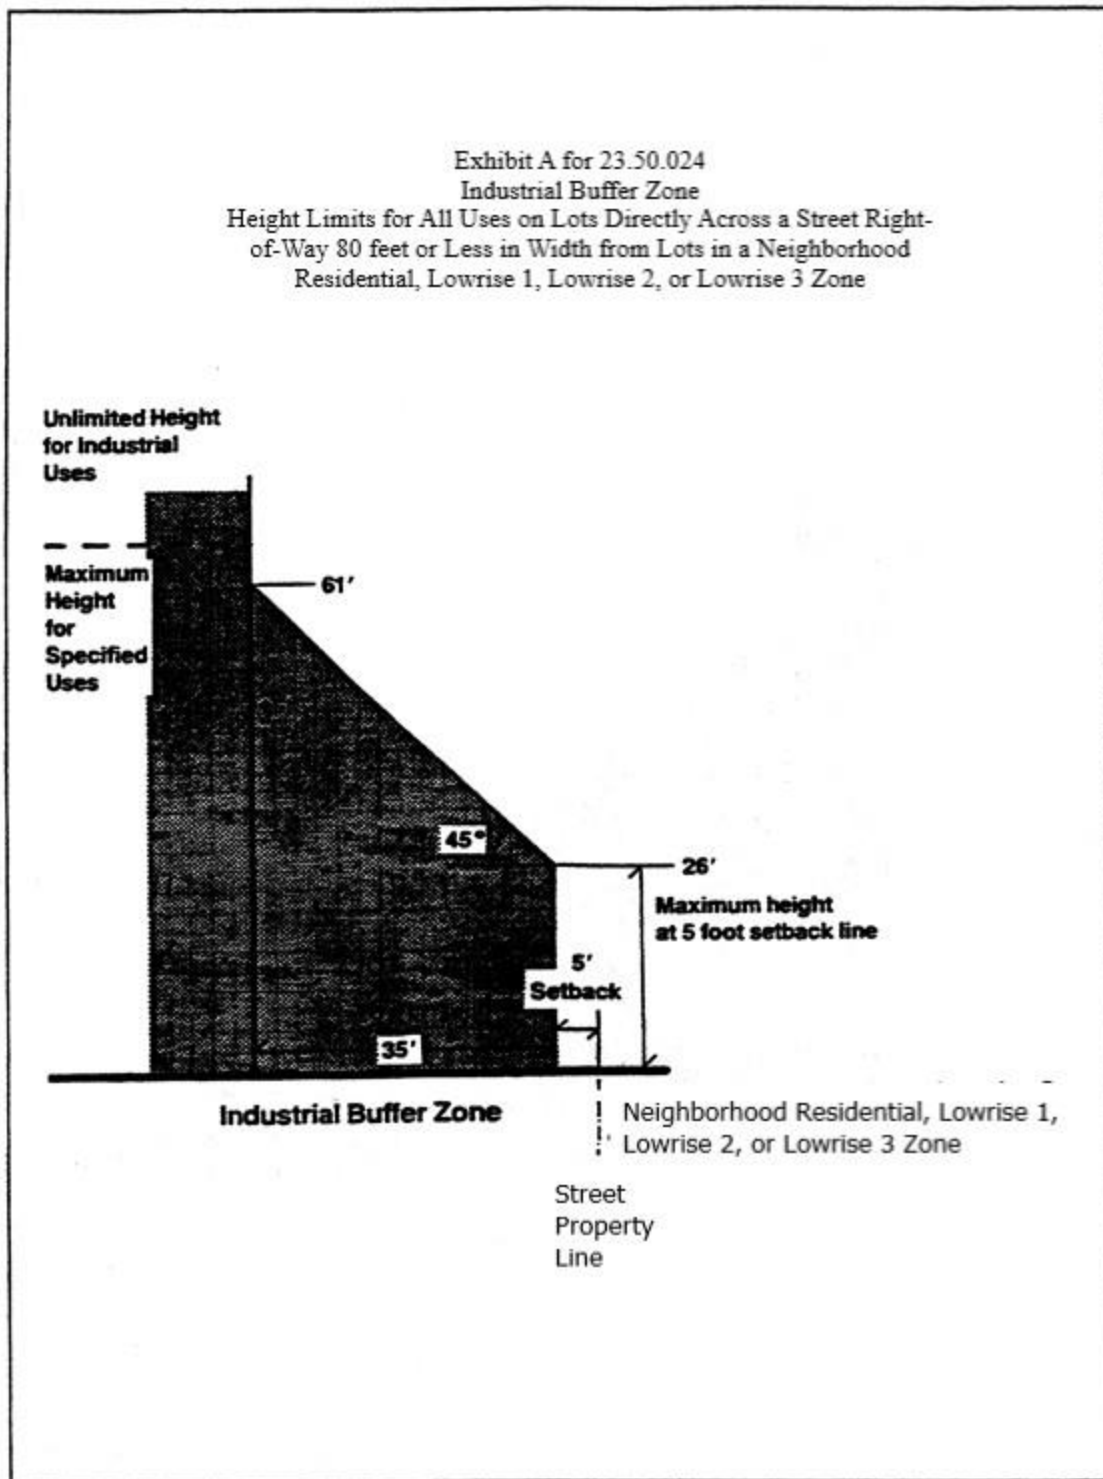 Exhibit A for 23.50.024
Industrial Buffer Zone
Height Limits for All Uses on Lots Directly Across a Street Right-
of-Way 80 feet or Less in Width from Lots in a Neighborhood
Residential, Lowrise 1, Lowrise 2, or Lowrise 3 Zone
Unlimited Height
for Industrial
Uses
Maximum
Height
for
Specified
Uses
61'
45°
26'
Maximum height
at 5 foot setback line
5'
Setback
35'
Industrial Buffer Zone
Neighborhood Residential, Lowrise 1,
Lowrise 2, or Lowrise 3 Zone
Street
Property
Line